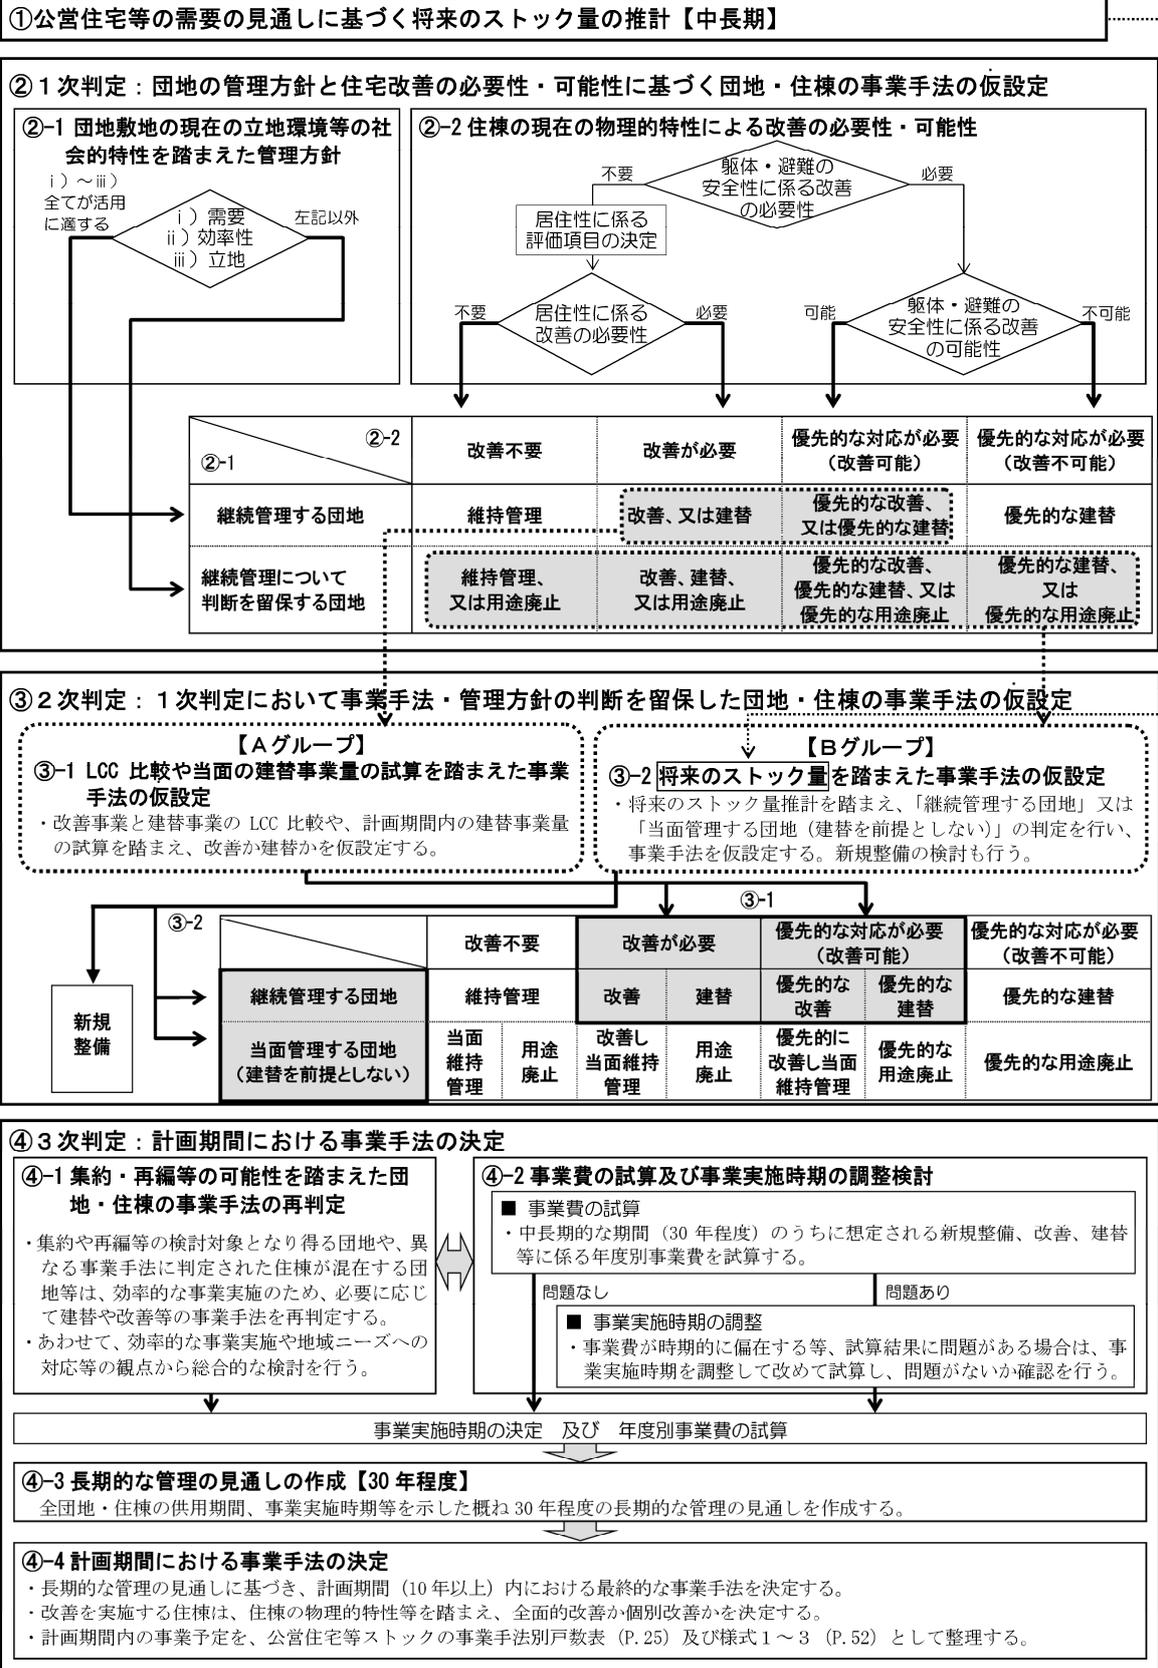 ①公営住宅等の需要の見通しに基づく将来のストック量の推計【中長期】
②１次判定：団地の管理方針と住宅改善の必要性・可能性に基づく団地・住棟の事業手法の仮設定
②-1 団地敷地の現在の立地環境等の社
会的特性を踏まえた管理方針
ⅰ）～ⅲ）
全てが活用
に適する
ⅰ）需要
ⅱ）効率性
ⅲ）立地
左記以外
②-2 住棟の現在の物理的特性による改善の必要性・可能性
不要
躯体・避難の
安全性に係る改善
の必要性
必要
居住性に係る
評価項目の決定
不要
居住性に係る
改善の必要性
必要
可能
躯体・避難の
安全性に係る改善
の可能性
不可能
②-2
②-1
改善不要
改善が必要
優先的な対応が必要
（改善可能）
優先的な対応が必要
（改善不可能）
継続管理する団地
維持管理
改善、又は建替
優先的な改善、
又は優先的な建替
優先的な建替
継続管理について
判断を留保する団地
維持管理、
又は用途廃止
改善、建替、
又は用途廃止
優先的な改善、
優先的な建替、又は
優先的な用途廃止
優先的な建替、
又は
優先的な用途廃止
③２次判定：１次判定において事業手法・管理方針の判断を留保した団地・住棟の事業手法の仮設定
【Ａグループ】
③-1 LCC 比較や当面の建替事業量の試算を踏まえた事業
手法の仮設定
・改善事業と建替事業の LCC 比較や、計画期間内の建替事業量
の試算を踏まえ、改善か建替かを仮設定する。
【Ｂグループ】
③-2 将来のストック量を踏まえた事業手法の仮設定
・将来のストック量推計を踏まえ、「継続管理する団地」又は
「当面管理する団地（建替を前提としない）」の判定を行い、
事業手法を仮設定する。新規整備の検討も行う。
③-1
③-2
新規
整備
改善不要
改善が必要
優先的な対応が必要
（改善可能）
優先的な対応が必要
（改善不可能）
継続管理する団地
維持管理
改善
建替
優先的な
改善
優先的な
建替
優先的な建替
当面管理する団地
（建替を前提としない）
当面
維持
管理
用途
廃止
改善し
当面維持
管理
用途
廃止
優先的に
改善し当面
維持管理
優先的な
用途廃止
優先的な用途廃止
④３次判定：計画期間における事業手法の決定
④-1 集約・再編等の可能性を踏まえた団
地・住棟の事業手法の再判定
・集約や再編等の検討対象となり得る団地や、異
なる事業手法に判定された住棟が混在する団
地等は、効率的な事業実施のため、必要に応じ
て建替や改善等の事業手法を再判定する。
・あわせて、効率的な事業実施や地域ニーズへの
対応等の観点から総合的な検討を行う。
④-2 事業費の試算及び事業実施時期の調整検討
■ 事業費の試算
・中長期的な期間（30 年程度）のうちに想定される新規整備、改善、建替
等に係る年度別事業費を試算する。
問題なし
問題あり
■ 事業実施時期の調整
・事業費が時期的に偏在する等、試算結果に問題がある場合は、事
業実施時期を調整して改めて試算し、問題がないか確認を行う。
事業実施時期の決定　及び　年度別事業費の試算
④-3 長期的な管理の見通しの作成【30 年程度】
全団地・住棟の供用期間、事業実施時期等を示した概ね 30 年程度の長期的な管理の見通しを作成する。
④-4 計画期間における事業手法の決定
・長期的な管理の見通しに基づき、計画期間（10 年以上）内における最終的な事業手法を決定する。
・改善を実施する住棟は、住棟の物理的特性等を踏まえ、全面的改善か個別改善かを決定する。
・計画期間内の事業予定を、公営住宅等ストックの事業手法別戸数表（P.25）及び様式１～３（P.52）として整理する。